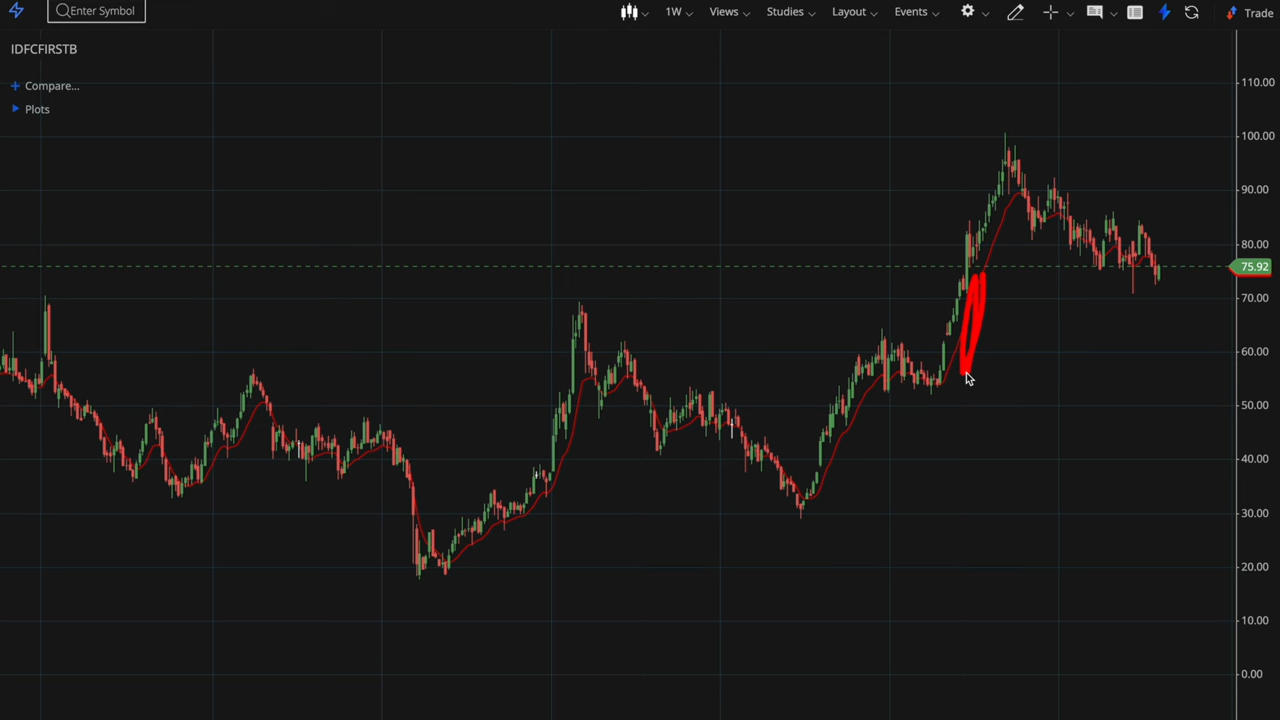 Enter Symbol
1W Views Studies Layout Events Trade
IDFCFIRSTB
Compare...
Plots
110.00
100.00
90.00
80.00
75.92
70.00
60.00
50.00
40.00
30.00
20.00
10.00
0.00